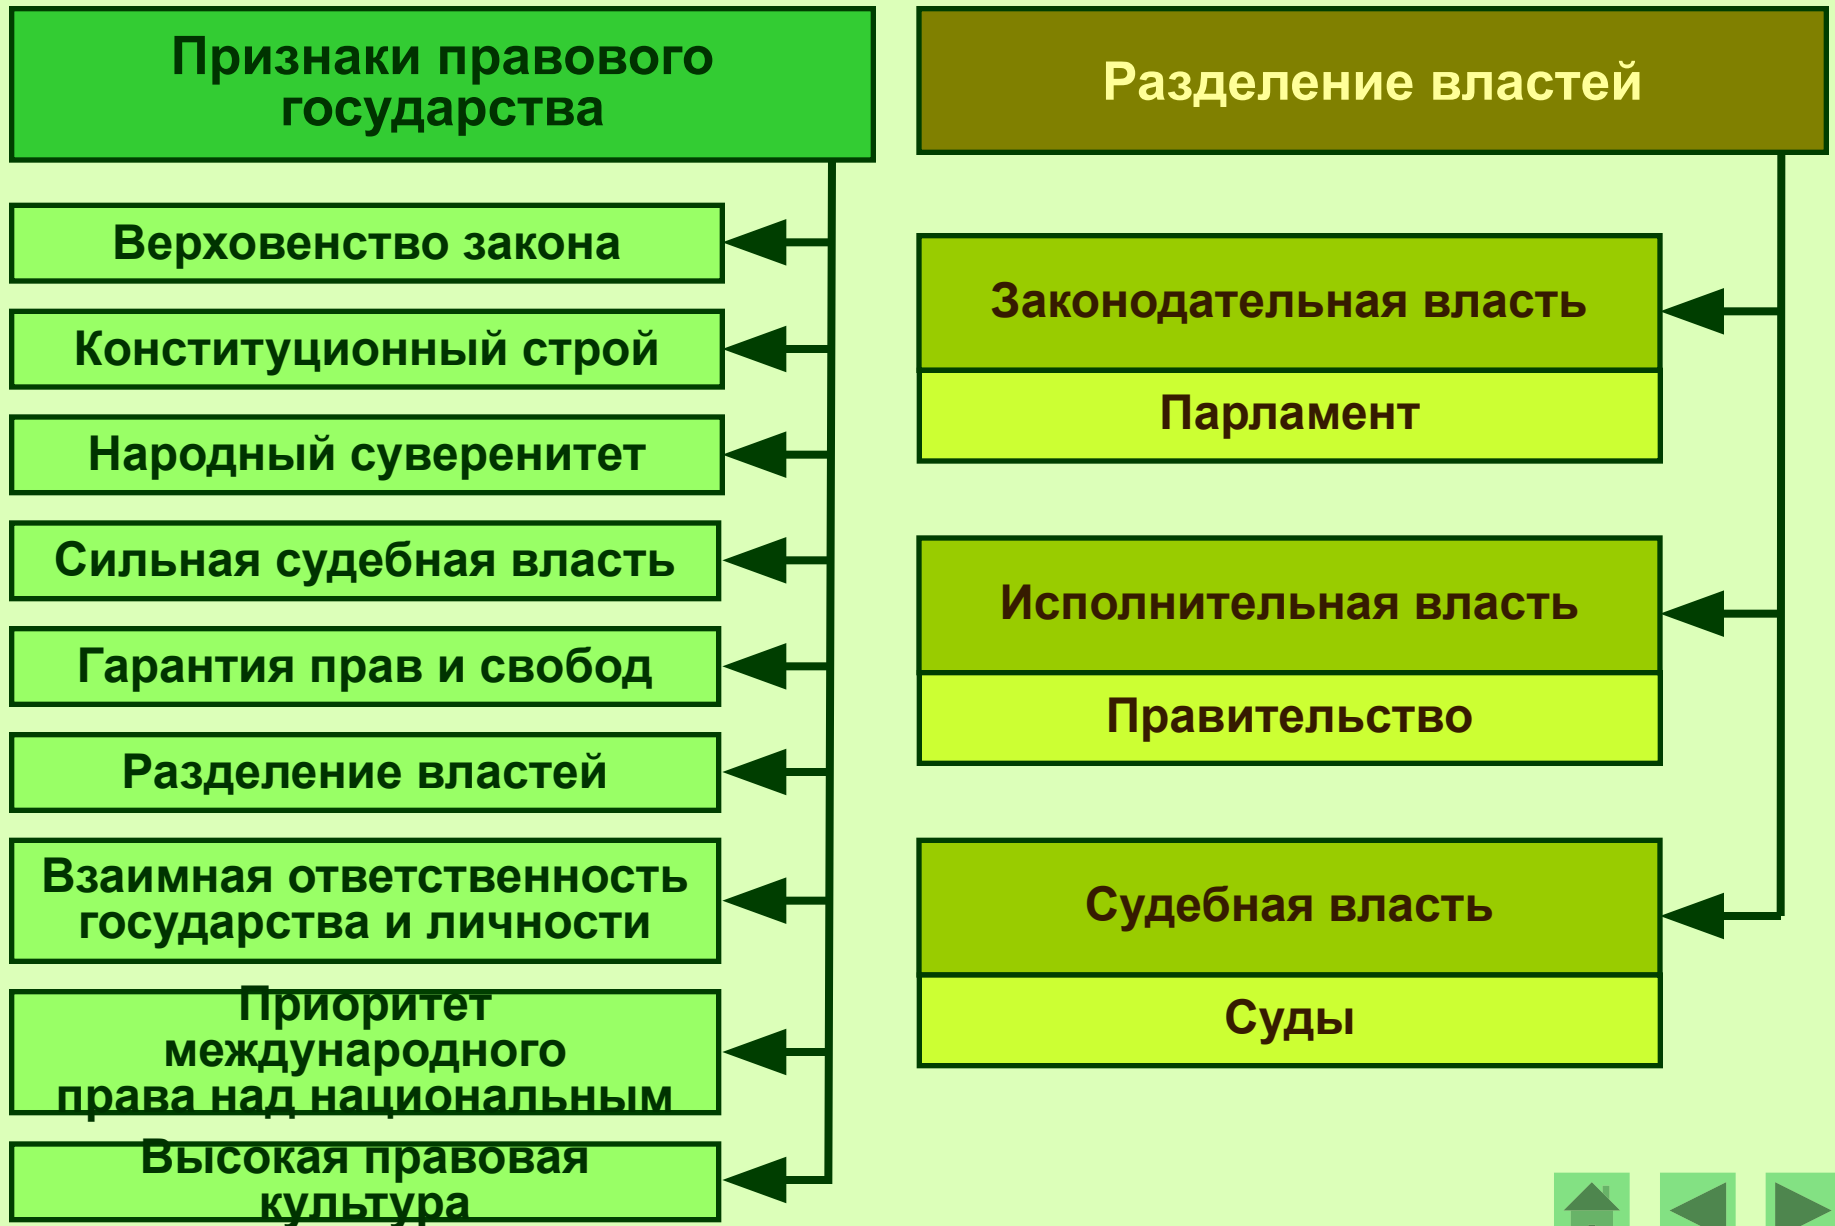 Признаки правового
государства
Верховенство закона
Конституционный строй
Народный суверенитет
Сильная судебная власть
Гарантия прав и свобод
Разделение властей
Взаимная ответственность
государства и личности
Приоритет
международного
права над национальным
Высокая правовая
культура
Разделение властей
Законодательная власть
Парламент
Исполнительная власть
Правительство
Судебная власть
Суды